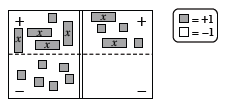 + +
x x x x x x
– –
= +1
= –1